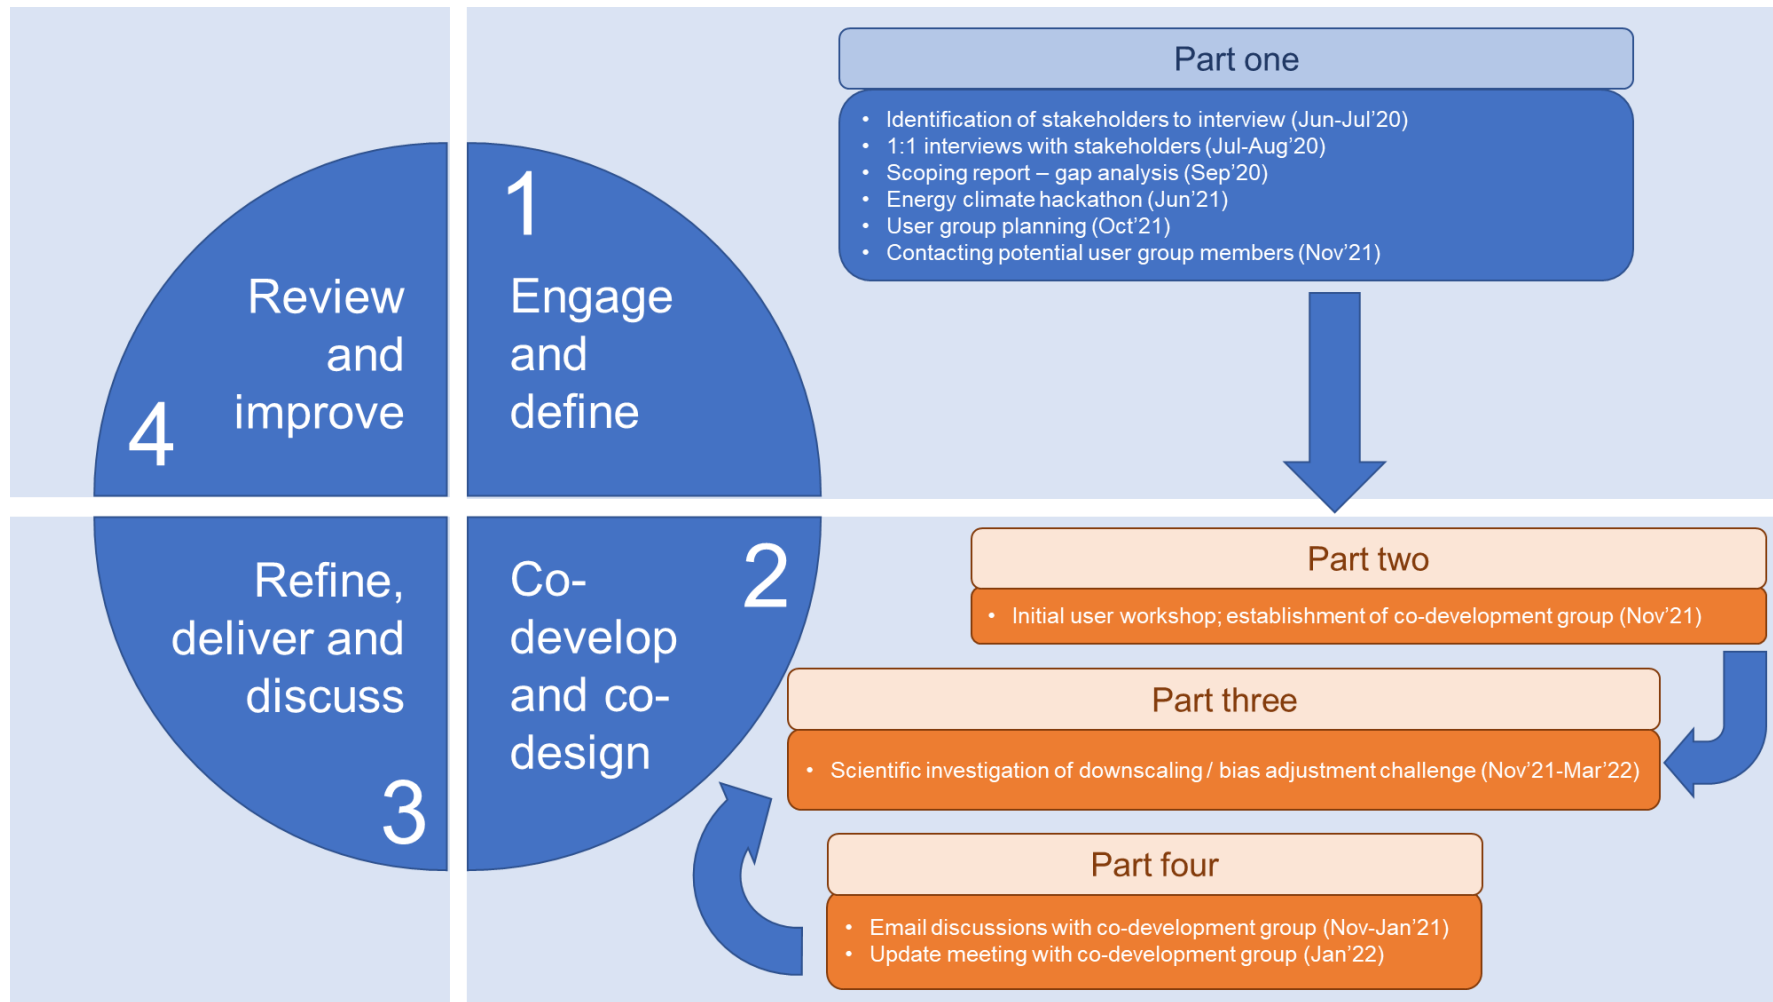 Part one
• Identification of stakeholders to interview (Jun-Jul’20)
• 1:1 interviews with stakeholders (Jul-Aug’20)
• Scoping report – gap analysis (Sep’20)
• Energy climate hackathon (Jun’21)
• User group planning (Oct’21)
• Contacting potential user group members (Nov’21)
1
Engage
and
define
Review
and
improve
4
2
Co-
develop
and co-
design
Refine,
deliver and
discuss
3
Part two
• Initial user workshop; establishment of co-development group (Nov’21)
Part three
• Scientific investigation of downscaling / bias adjustment challenge (Nov’21-Mar’22)
Part four
• Email discussions with co-development group (Nov-Jan’21)
• Update meeting with co-development group (Jan’22)